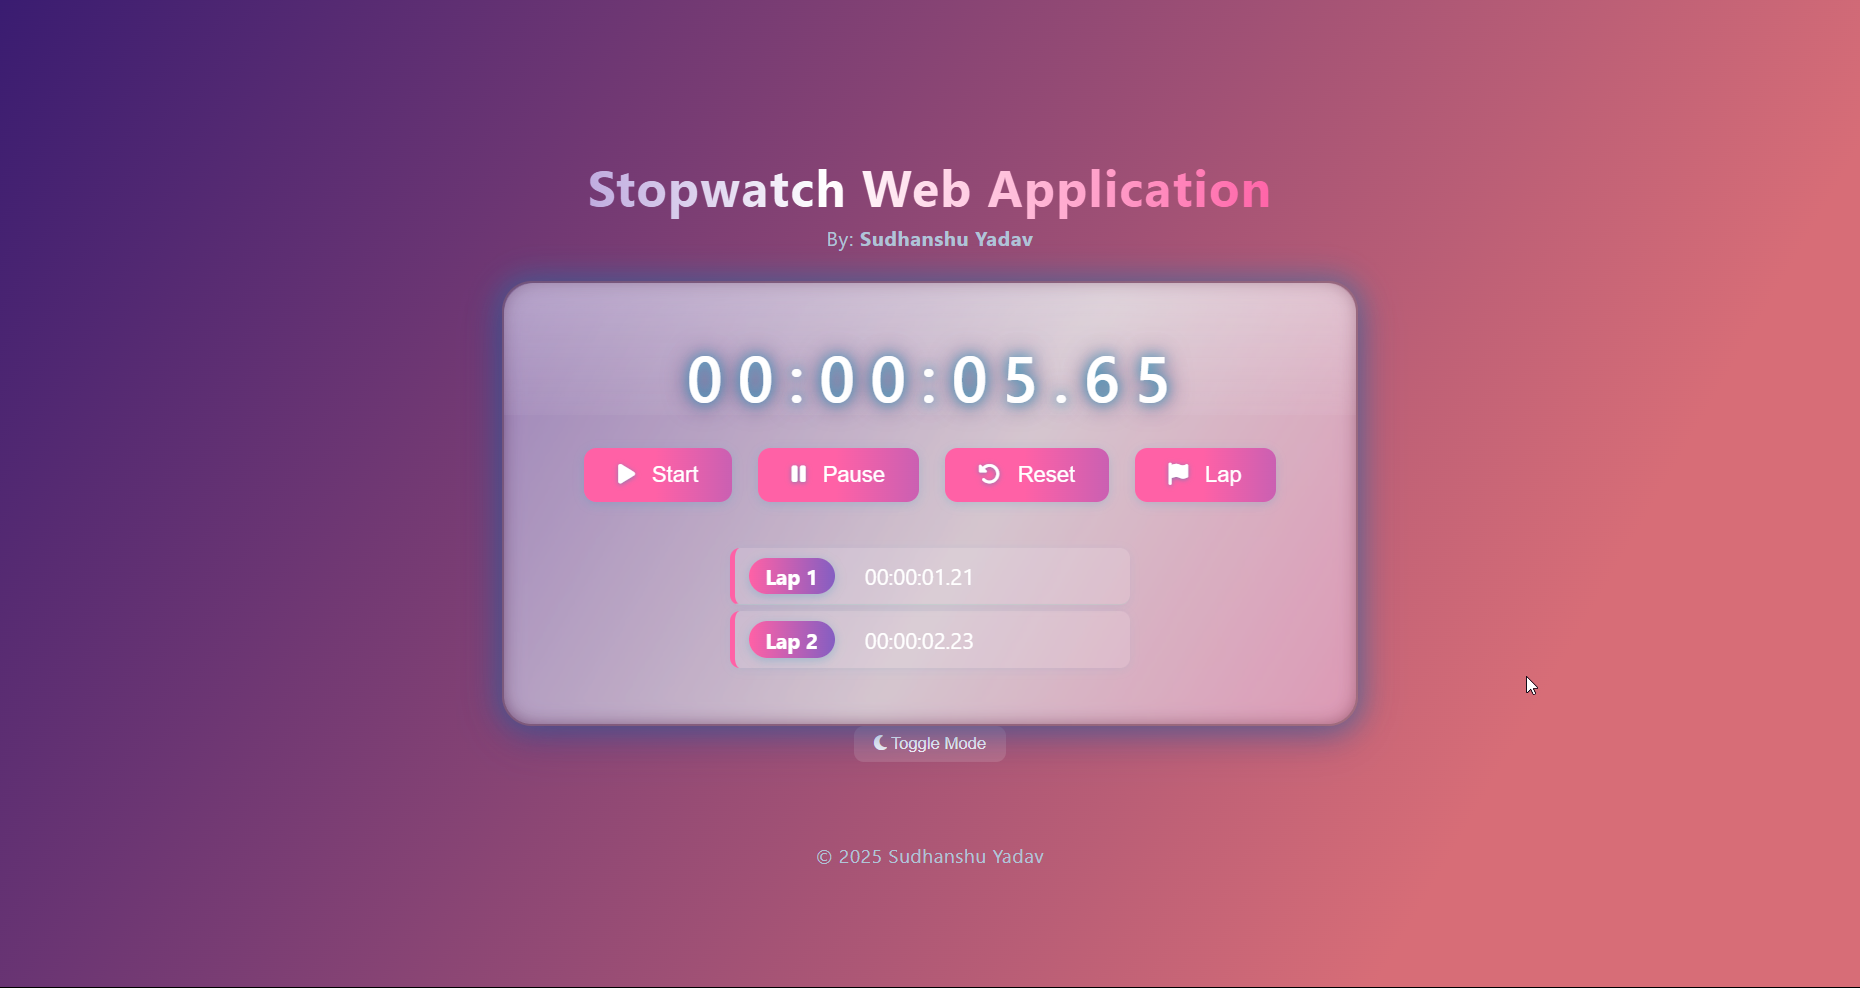 Stopwatch Web Application
By: Sudhanshu Yadav
00:00:05.65
Start Pause Reset Lap
Lap 1 00:00:01.21
Lap 2 00:00:02.23
Toggle Mode
© 2025 Sudhanshu Yadav